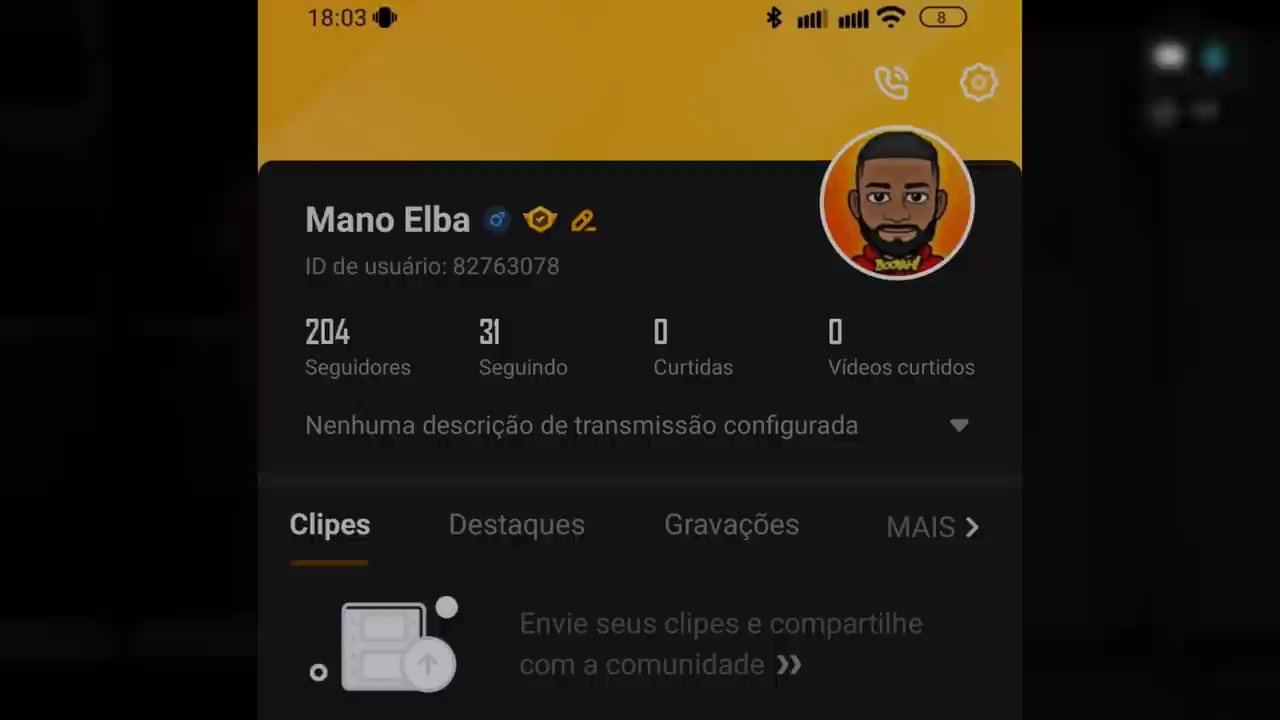 18:03
8
Mano Elba
ID de usuário: 82763078
204 31 0 0
Seguidores Seguindo Curtidas Vídeos curtidos
Nenhuma descrição de transmissão configurada
Clipes Destaques Gravações MAIS
Envie seus clipes e compartilhe
com a comunidade
BOOYAH!